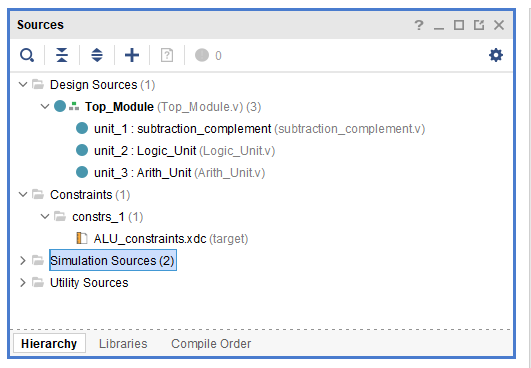 Sources
0
Design Sources (1)
Top_Module (Top_Module.v) (3)
unit_1 : subtraction_complement (subtraction_complement.v)
unit_2 : Logic_Unit (Logic_Unit.v)
unit_3 : Arith_Unit (Arith_Unit.v)
Constraints (1)
constrs_1 (1)
ALU_constraints.xdc (target)
Simulation Sources (2)
Utility Sources
Hierarchy Libraries Compile Order